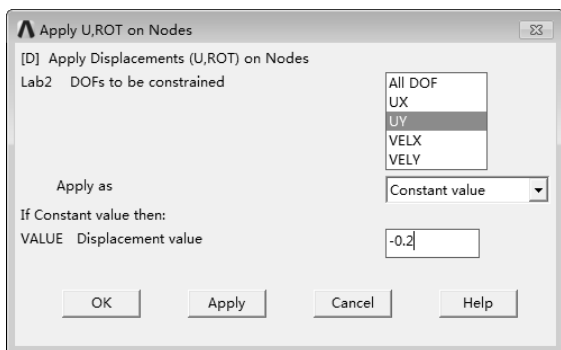 Apply U,ROT on Nodes
[D] Apply Displacements (U,ROT) on Nodes
Lab2 DOFs to be constrained
All DOF
UX
UY
VELX
VELY
Apply as
Constant value
If Constant value then:
VALUE Displacement value
-0.2
OK Apply Cancel Help